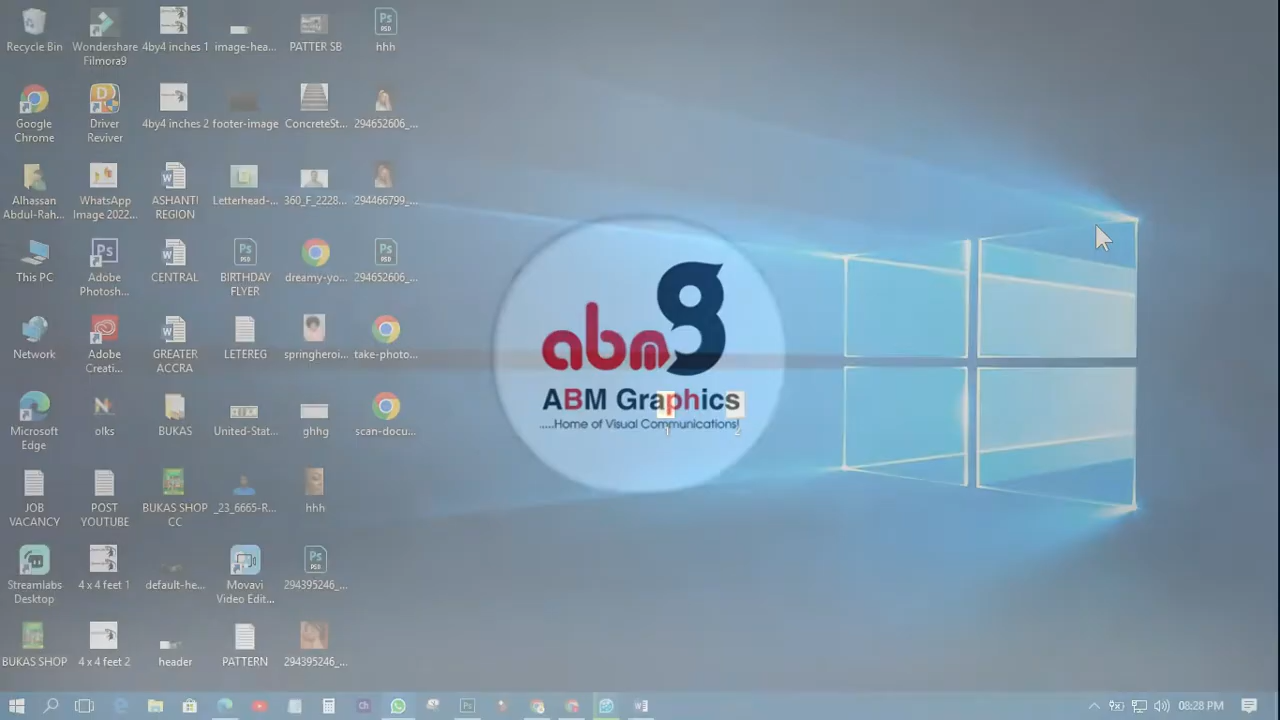 Recycle Bin
Wondershare Filmora9
4by4 inches 1
image-hea...
PATTER SB
hhh
Google Chrome
Driver Reviver
4by4 inches 2
footer-image
ConcreteSt...
294652606_...
Alhassan Abdul-Rah...
WhatsApp Image 2022...
ASHANTI REGION
Letterhead-...
360_F_2228...
294466799_...
This PC
Adobe Photosh...
CENTRAL
BIRTHDAY FLYER
dreamy-yo...
294652606_...
Network
Adobe Creati...
GREATER ACCRA
LETEREG
springheroi...
take-photo...
Microsoft Edge
olks
BUKAS
United-Stat...
ghhg
scan-docu...
JOB VACANCY
POST YOUTUBE
BUKAS SHOP CC
_23_6665-R...
hhh
Streamlabs Desktop
4 x 4 feet 1
default-he...
Movavi Video Edit...
294395246_...
BUKAS SHOP
4 x 4 feet 2
header
PATTERN
294395246_...
abmg
ABM Graphics
.....Home of Visual Communications!
1
2
08:28 PM